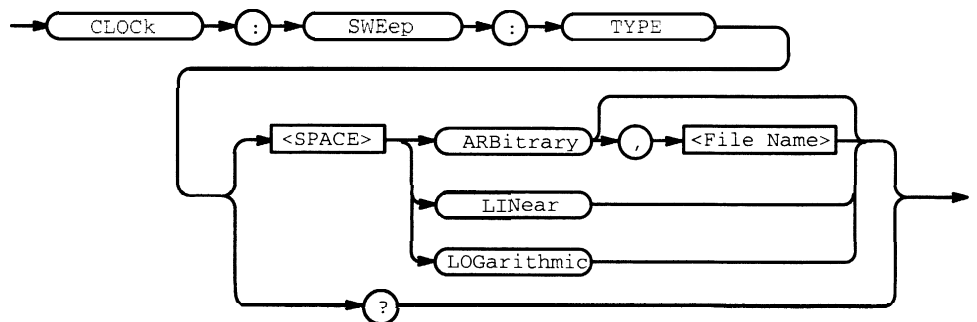 CLOCk : SWEep : TYPE
<SPACE> ARBitrary , <File Name>
LINear
LOGarithmic
?